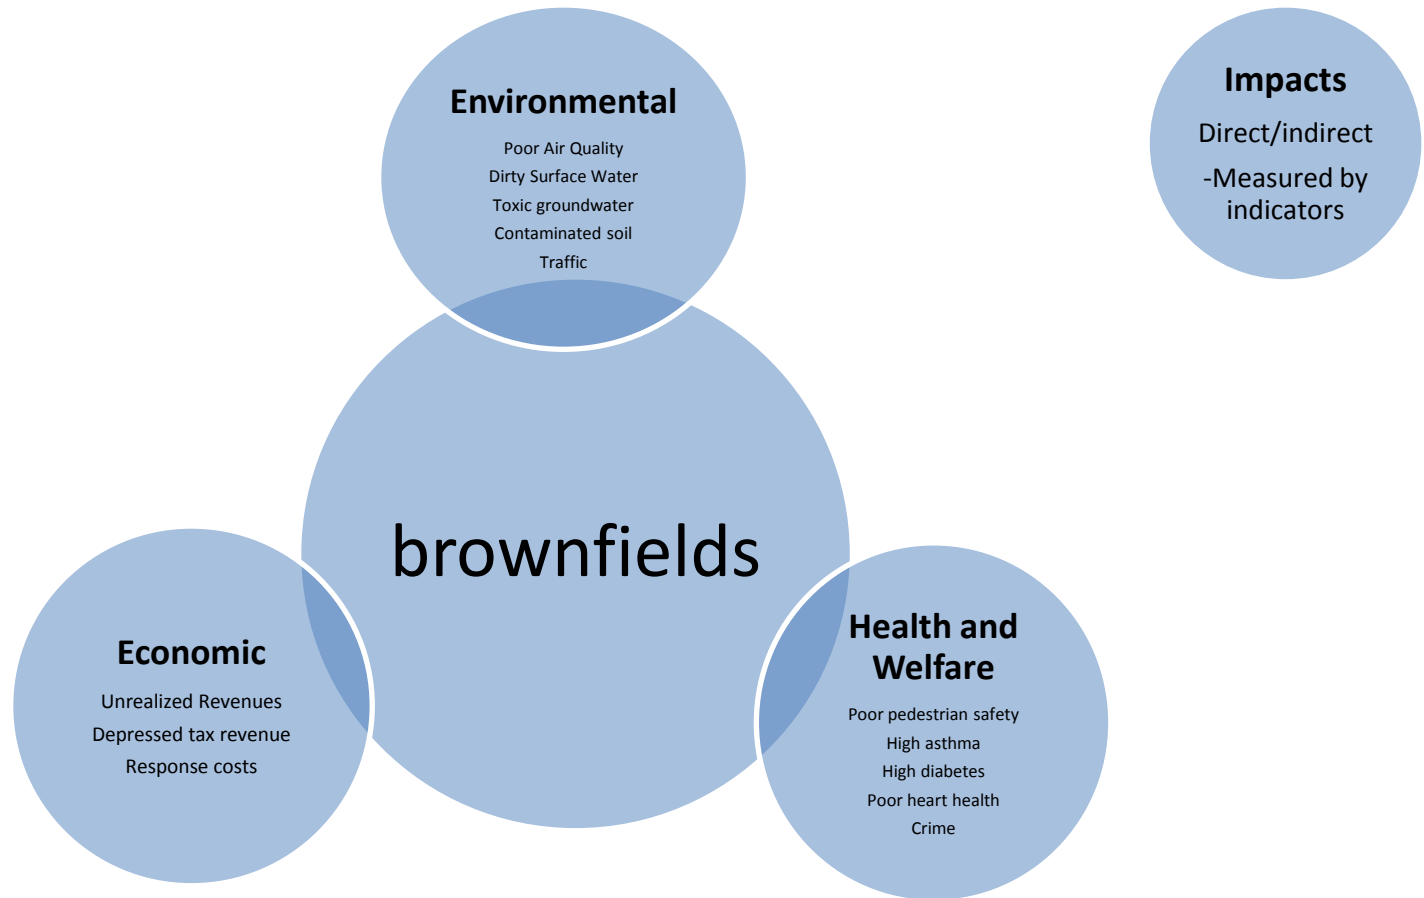 Environmental
Poor Air Quality
Dirty Surface Water
Toxic groundwater
Contaminated soil
Traffic
Impacts
Direct/indirect
-Measured by
indicators
brownfields
Economic
Unrealized Revenues
Depressed tax revenue
Response costs
Health and
Welfare
Poor pedestrian safety
High asthma
High diabetes
Poor heart health
Crime